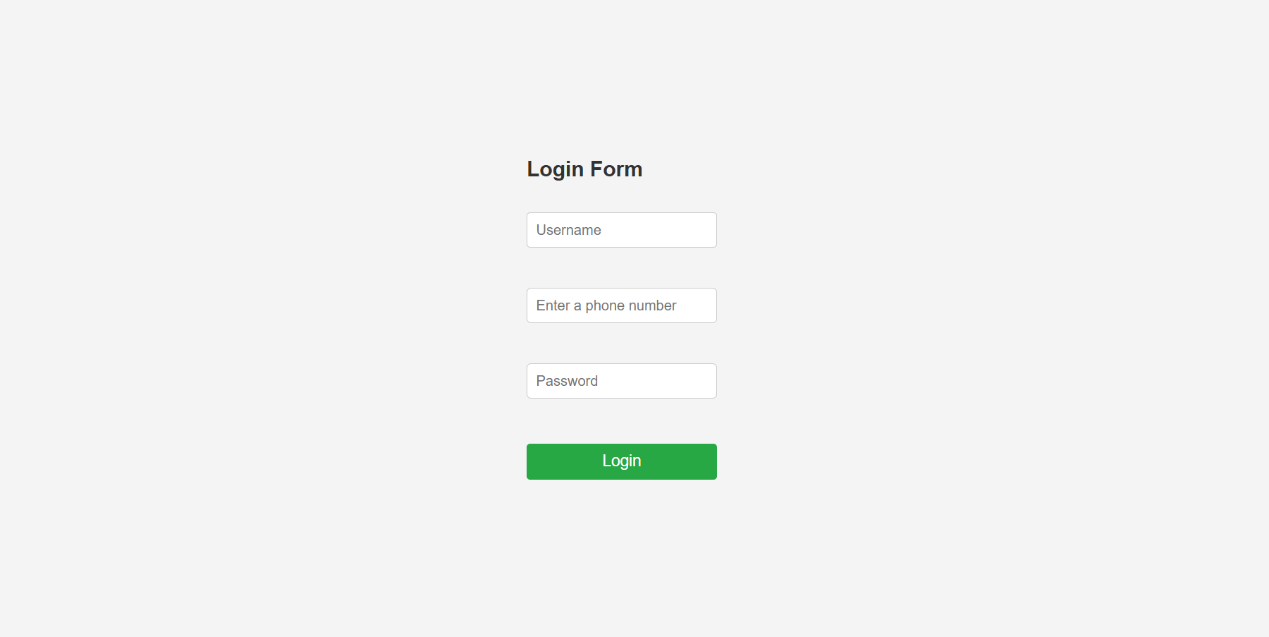 Login Form
Username
Enter a phone number
Password
Login